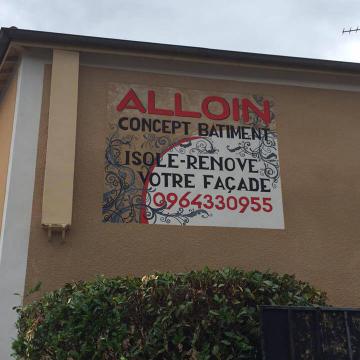 ALLOIN
CONCEPT BATIMENT
ISOLE-RENOVE
VOTRE FAÇADE
0964330955